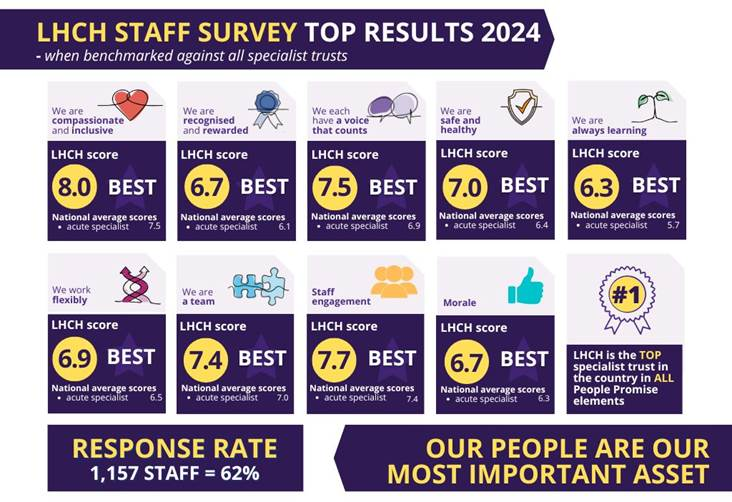 LHCH STAFF SURVEY TOP RESULTS 2024
- when benchmarked against all specialist trusts
We are
compassionate
and inclusive
LHCH score
8.0 BEST
National average scores
• acute specialist 7.5
We are
recognised
and rewarded
LHCH score
6.7 BEST
National average scores
• acute specialist 6.1
We each
have a voice
that counts
LHCH score
7.5 BEST
National average scores
• acute specialist 6.9
We are
safe and
healthy
LHCH score
7.0 BEST
National average scores
• acute specialist 6.4
We are
always learning
LHCH score
6.3 BEST
National average scores
• acute specialist 5.7
We work
flexibly
LHCH score
6.9 BEST
National average scores
• acute specialist 6.5
We are
a team
LHCH score
7.4 BEST
National average scores
• acute specialist 7.0
Staff
engagement
LHCH score
7.7 BEST
National average scores
• acute specialist 7.4
Morale
LHCH score
6.7 BEST
National average scores
• acute specialist 6.3
#1
LHCH is the TOP
specialist trust in
the country in ALL
People Promise
elements
RESPONSE RATE
1,157 STAFF = 62%
OUR PEOPLE ARE OUR
MOST IMPORTANT ASSET